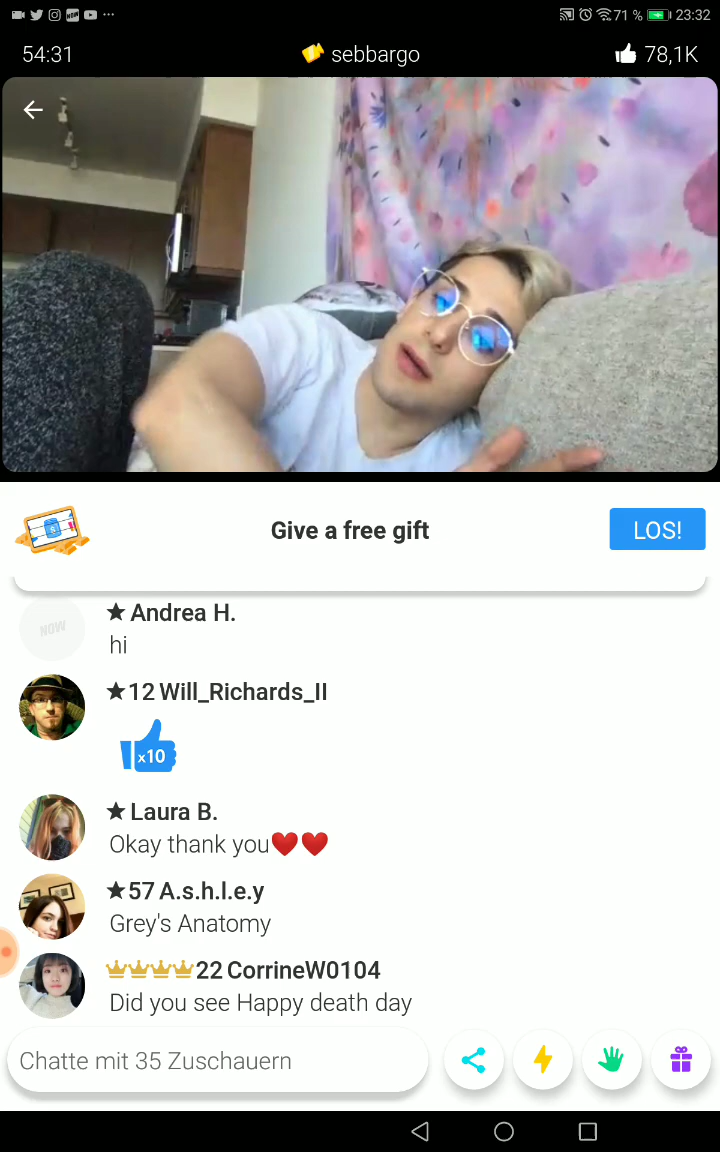 71 % 23:32
54:31 sebbargo 78,1K
Give a free gift LOS!
NOW
Andrea H.
hi
12 Will_Richards_II
x10
Laura B.
Okay thank you❤️❤️
57 A.s.h.l.e.y
Grey's Anatomy
22 CorrineW0104
Did you see Happy death day
Chatte mit 35 Zuschauern